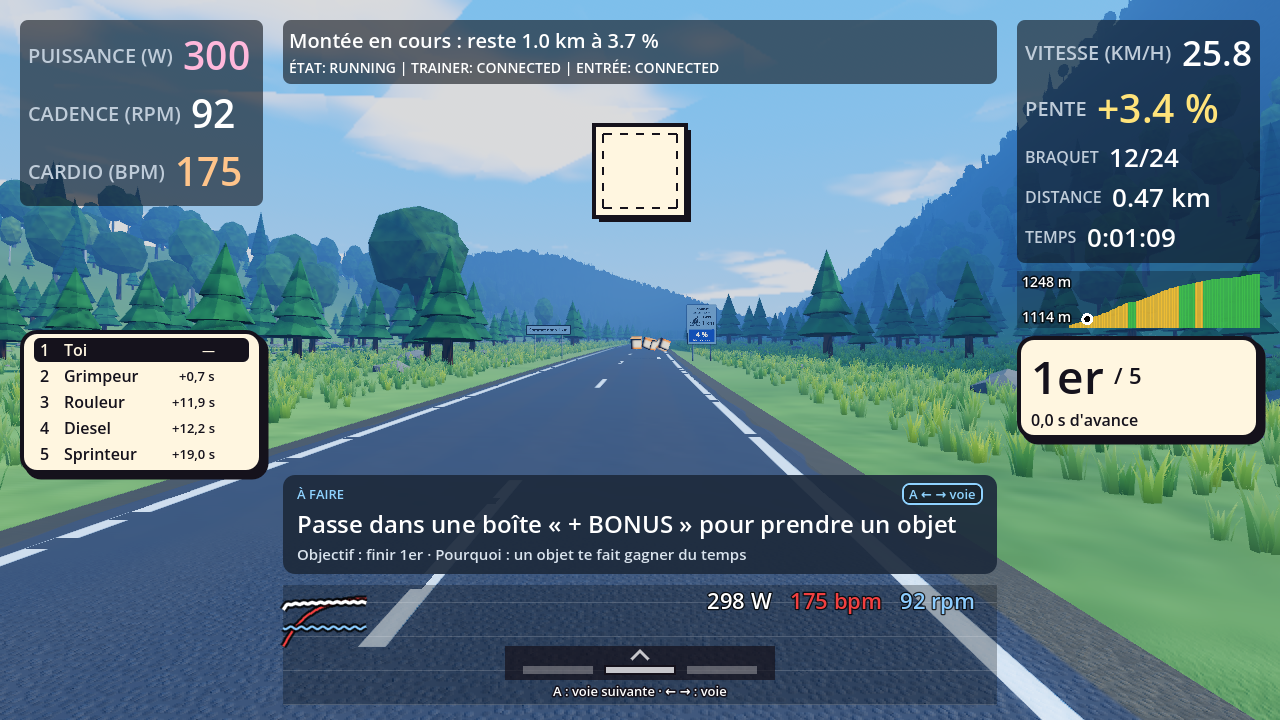 PUISSANCE (W) 300
CADENCE (RPM) 92
CARDIO (BPM) 175
Montée en cours : reste 1.0 km à 3.7 %
ÉTAT: RUNNING | TRAINER: CONNECTED | ENTRÉE: CONNECTED
VITESSE (KM/H) 25.8
PENTE +3.4 %
BRAQUET 12/24
DISTANCE 0.47 km
TEMPS 0:01:09
1248 m
1114 m
4 %
1 Toi —
2 Grimpeur +0,7 s
3 Rouleur +11,9 s
4 Diesel +12,2 s
5 Sprinteur +19,0 s
1er / 5
0,0 s d'avance
À FAIRE
A ← → voie
Passe dans une boîte « + BONUS » pour prendre un objet
Objectif : finir 1er · Pourquoi : un objet te fait gagner du temps
298 W 175 bpm 92 rpm
A : voie suivante · ← → : voie